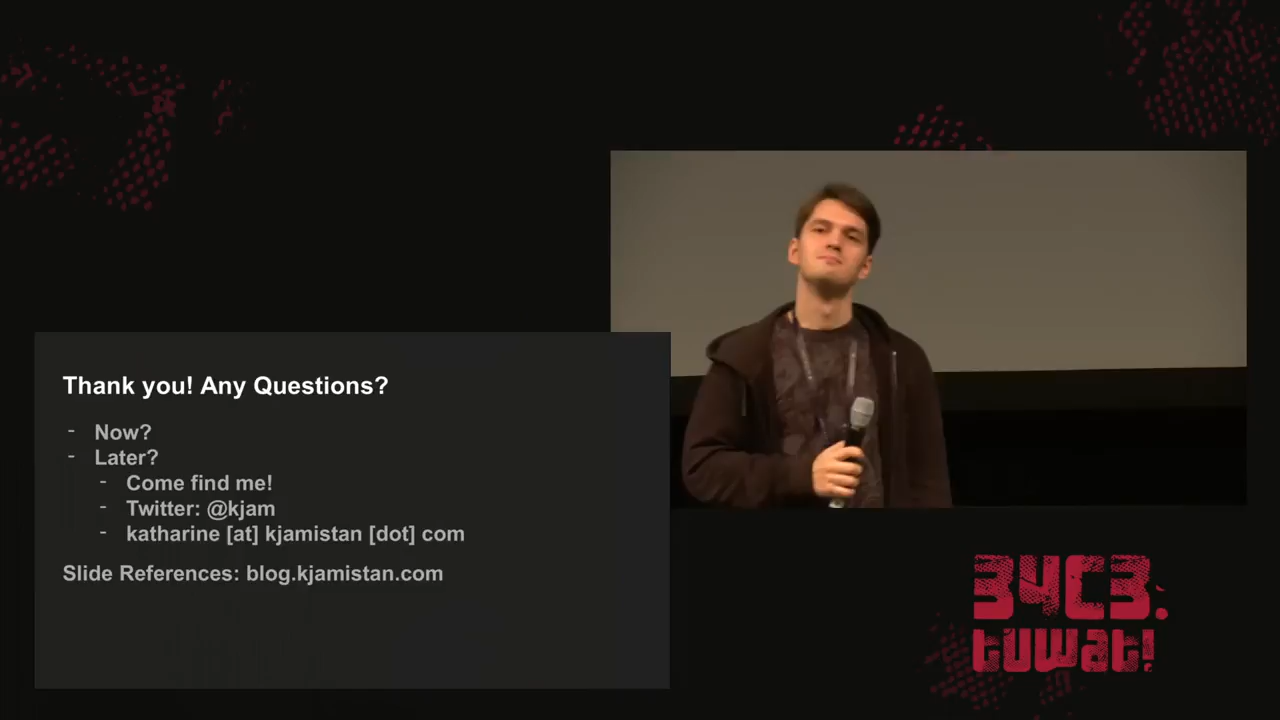 Thank you! Any Questions?
- Now?
- Later?
- Come find me!
- Twitter: @kjam
- katharine [at] kjamistan [dot] com
Slide References: blog.kjamistan.com
34C3.
tuwat!